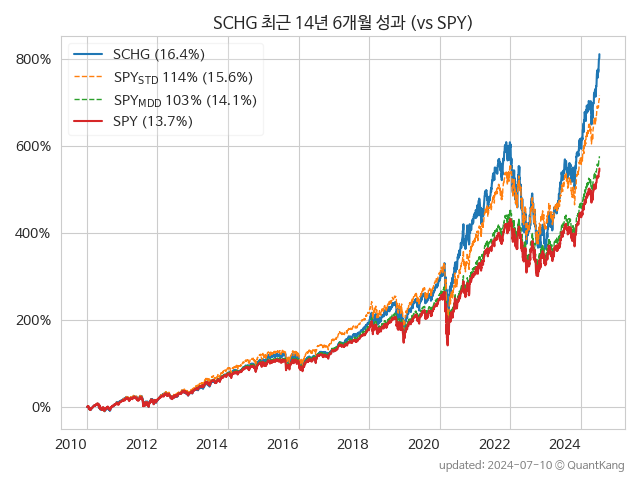 SCHG 최근 14년 6개월 성과 (vs SPY)
SCHG (16.4%)
SPY_STD 114% (15.6%)
SPY_MDD 103% (14.1%)
SPY (13.7%)
800%
600%
400%
200%
0%
2010 2012 2014 2016 2018 2020 2022 2024
updated: 2024-07-10 © QuantKang